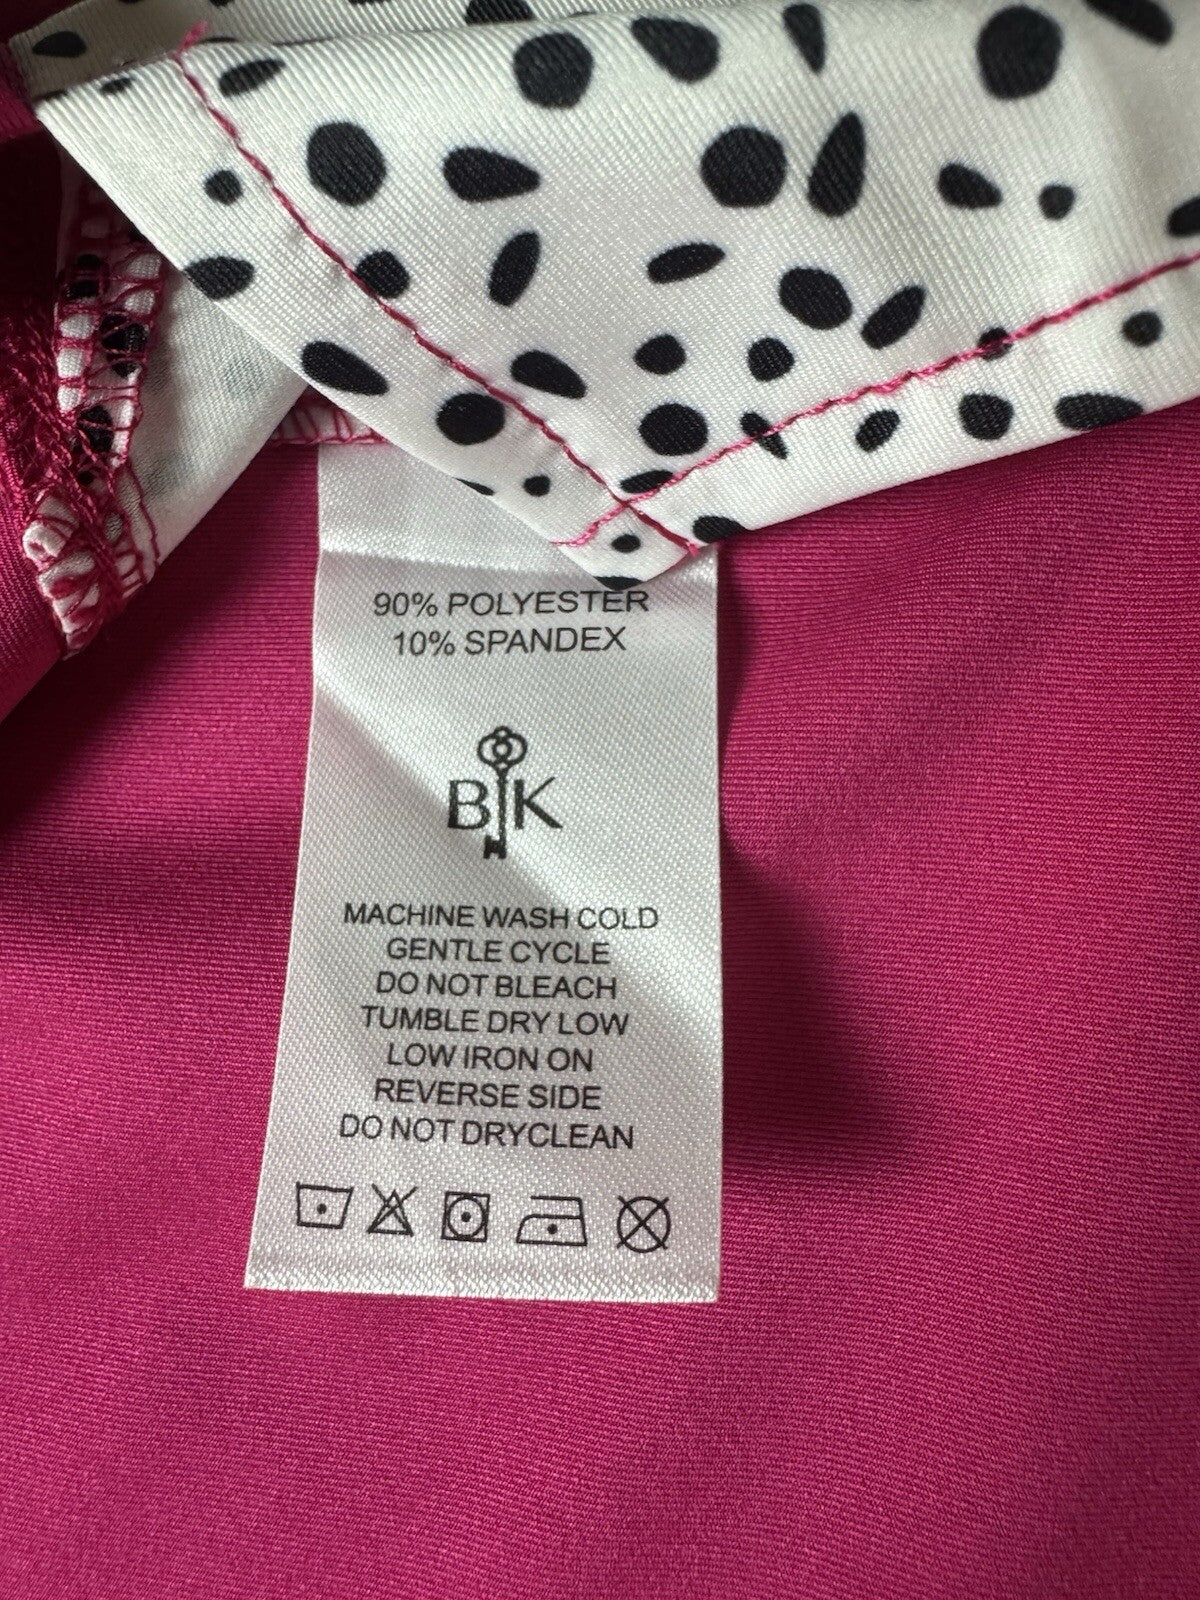 90% POLYESTER
10% SPANDEX
BK
MACHINE WASH COLD
GENTLE CYCLE
DO NOT BLEACH
TUMBLE DRY LOW
LOW IRON ON
REVERSE SIDE
DO NOT DRYCLEAN